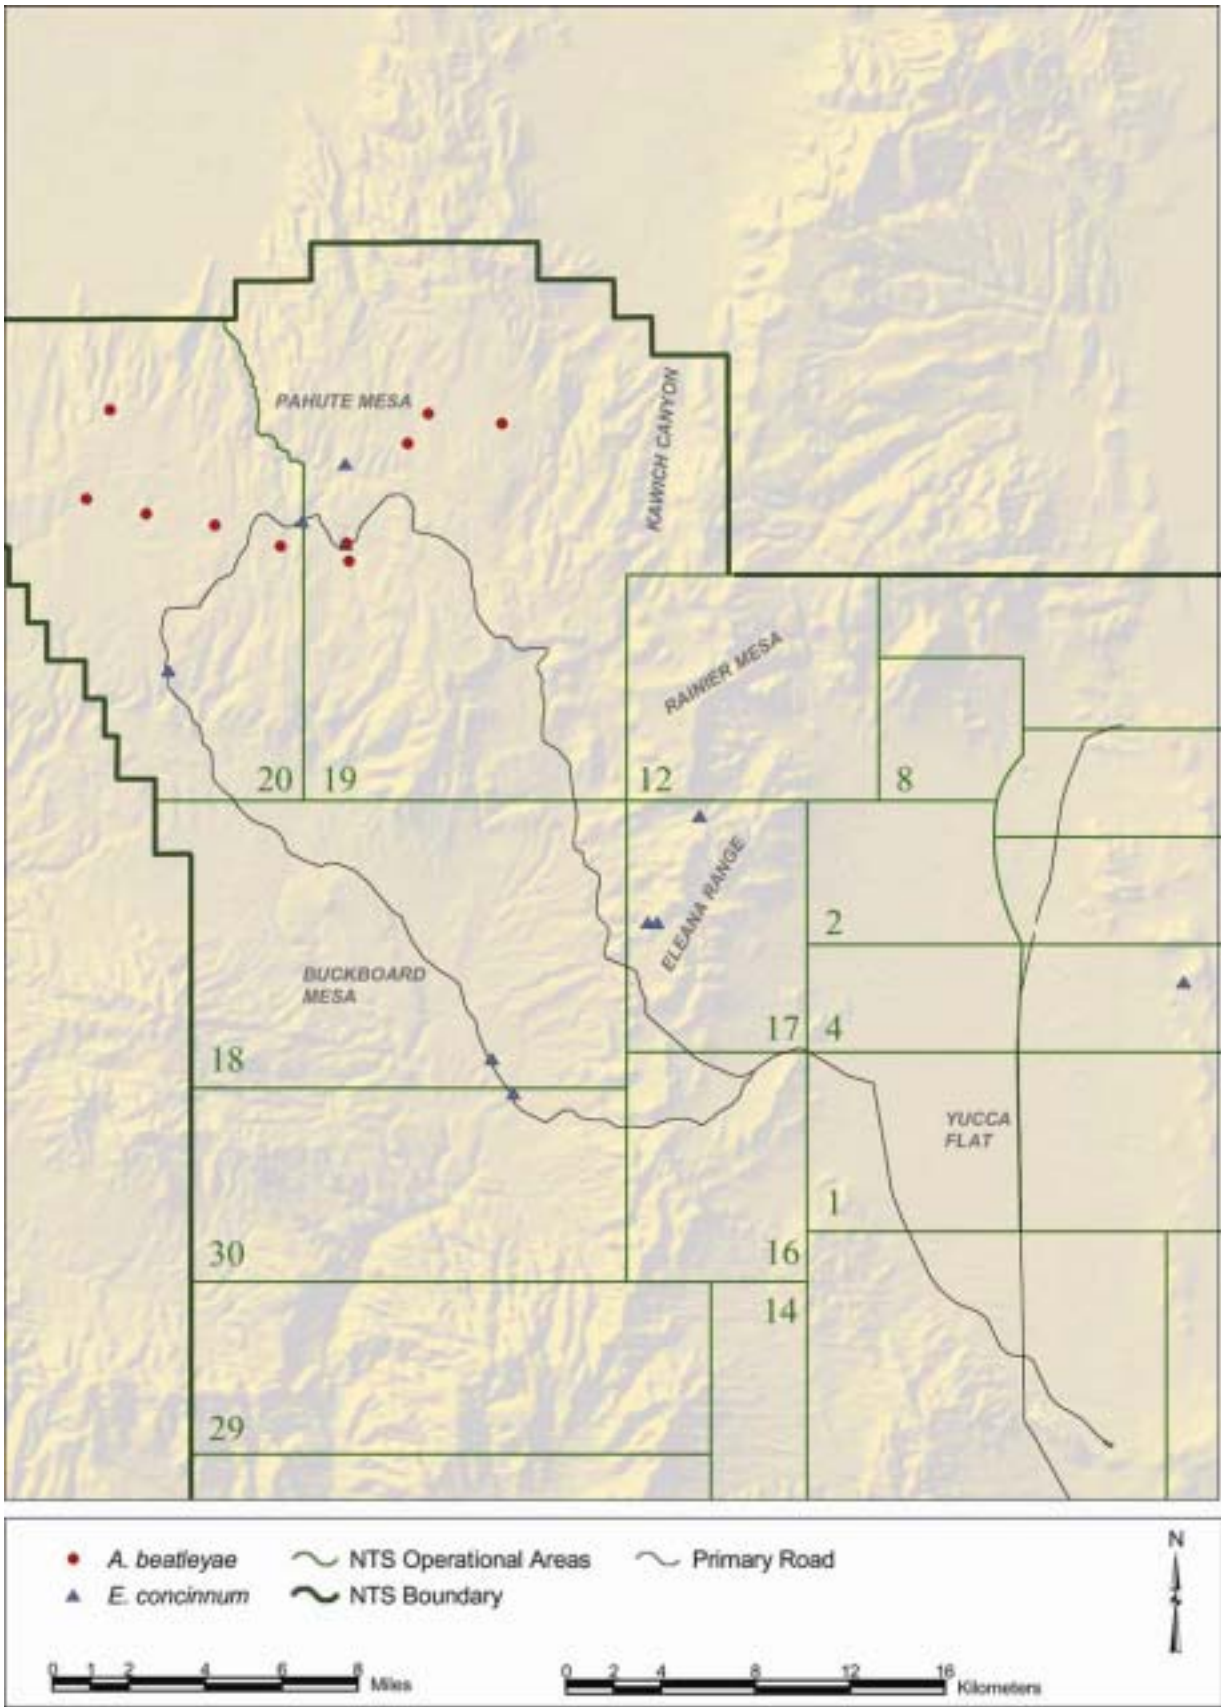 PAHUTE MESA
KAWICH CANYON
RAINIER MESA
20
19
12
8
ELEANA RANGE
2
BUCKBOARD
MESA
18
17
4
YUCCA
FLAT
1
30
16
14
29
A. beatleyae
NTS Operational Areas
Primary Road
N
E. concinnum
NTS Boundary
0 1 2 4 6 8
Miles
0 2 4 8 12 16
Kilometers